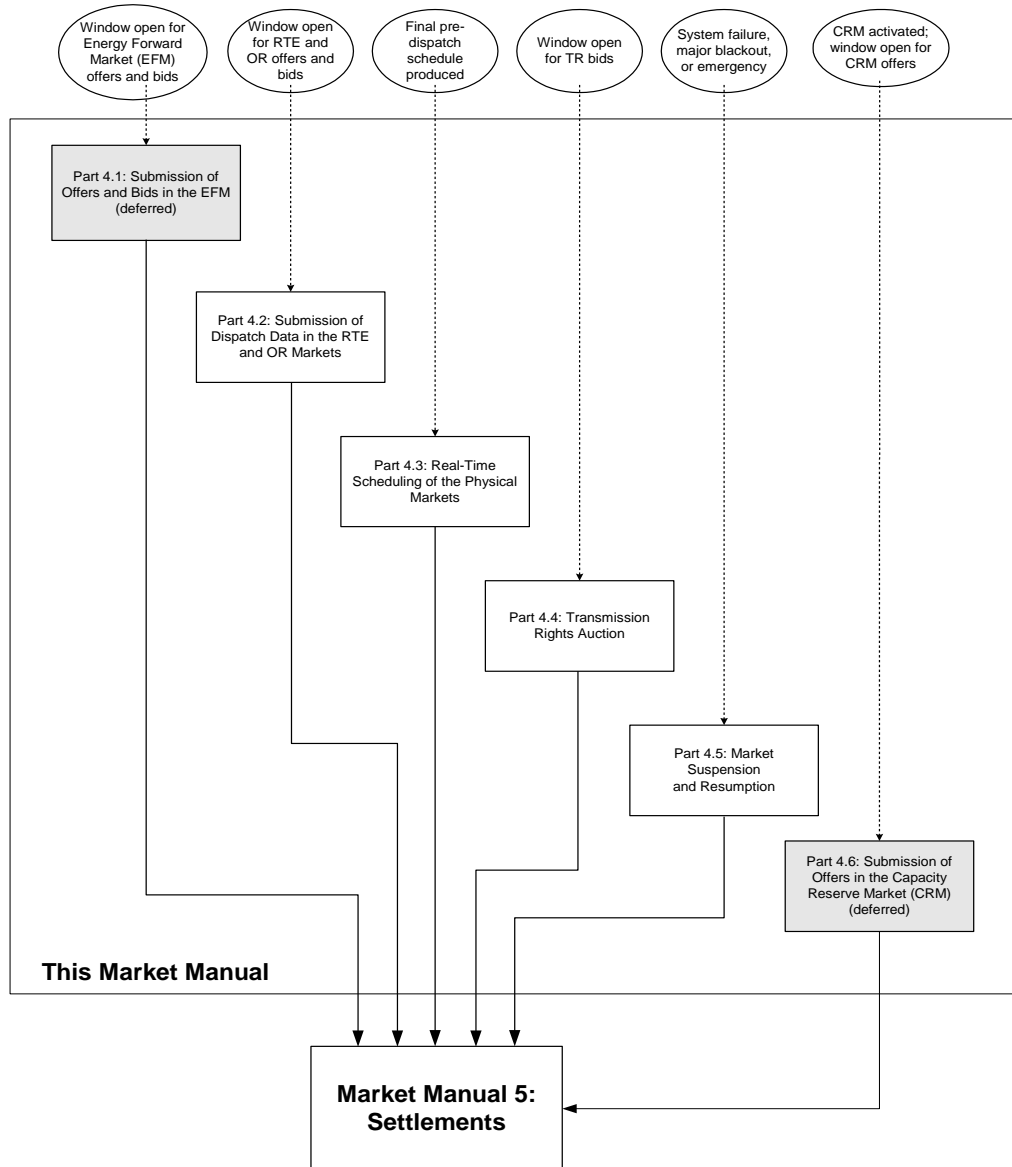 Window open for
Energy Forward
Market (EFM)
offers and bids
Window open
for RTE and
OR offers and
bids
Final pre-
dispatch
schedule
produced
Window open
for TR bids
System failure,
major blackout,
or emergency
CRM activated;
window open for
CRM offers
Part 4.1: Submission of
Offers and Bids in the EFM
(deferred)
Part 4.2: Submission of
Dispatch Data in the RTE
and OR Markets
Part 4.3: Real-Time
Scheduling of the Physical
Markets
Part 4.4: Transmission
Rights Auction
Part 4.5: Market
Suspension
and Resumption
Part 4.6: Submission of
Offers in the Capacity
Reserve Market (CRM)
(deferred)
This Market Manual
Market Manual 5:
Settlements